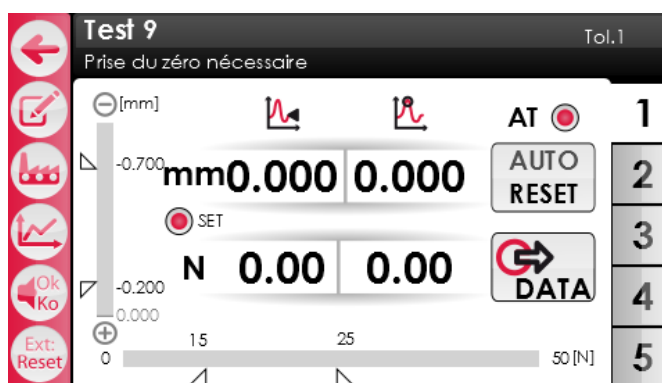 Test 9
Tol.1
Prise du zéro nécessaire
[mm]
AT
1
-0.700
mm 0.000 0.000
AUTO
RESET
2
SET
3
N 0.00 0.00
DATA
-0.200
4
Ok
Ko
0.000
15 25
0 50 [N]
Ext:
Reset
5